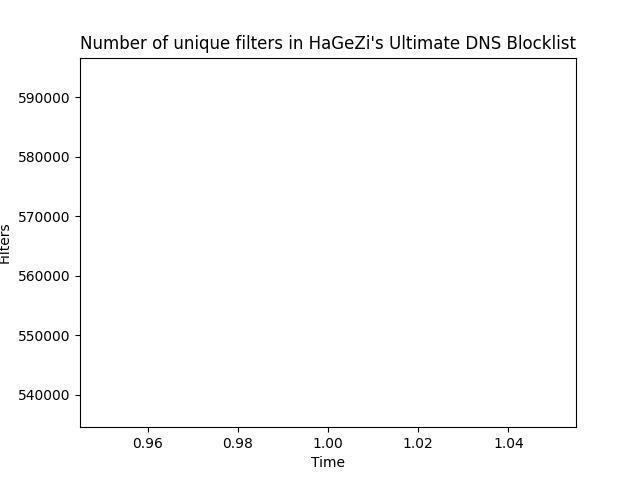 Number of unique filters in HaGeZi's Ultimate DNS Blocklist
590000
580000
570000
560000
550000
540000
Filters
0.96 0.98 1.00 1.02 1.04
Time